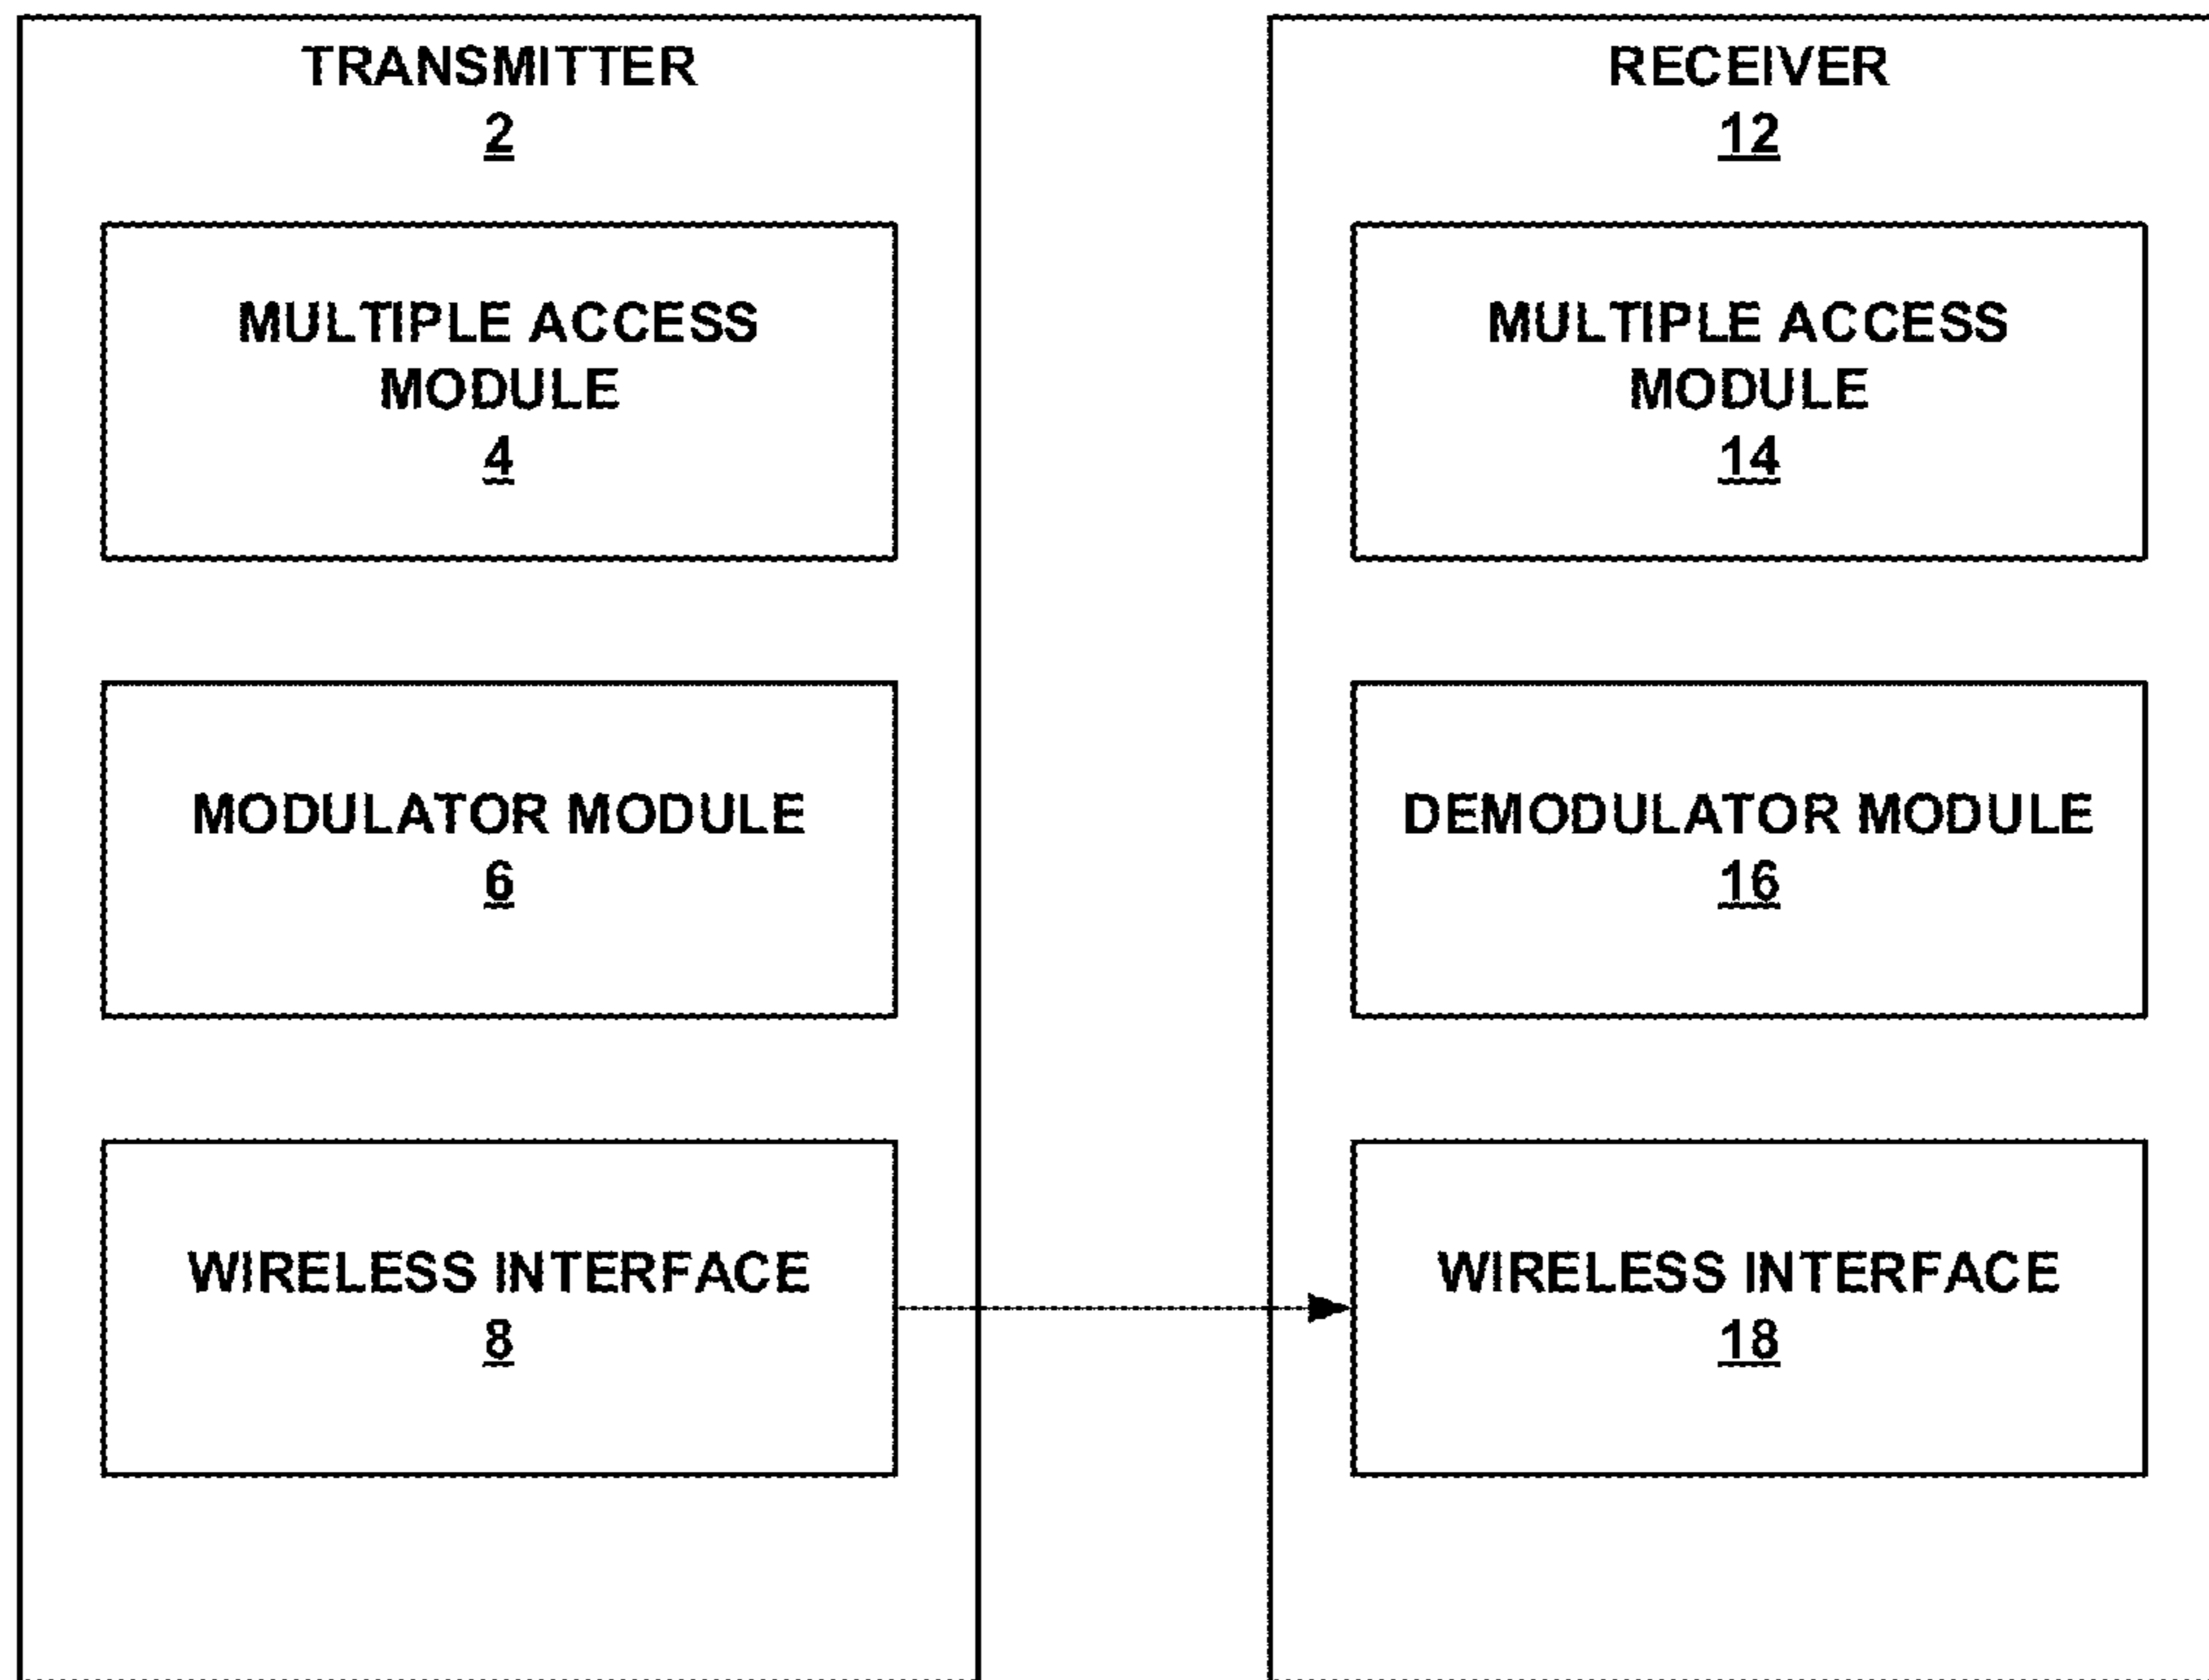 TRANSMITTER
2
MULTIPLE ACCESS
MODULE
4
MODULATOR MODULE
6
WIRELESS INTERFACE
8
RECEIVER
12
MULTIPLE ACCESS
MODULE
14
DEMODULATOR MODULE
16
WIRELESS INTERFACE
18